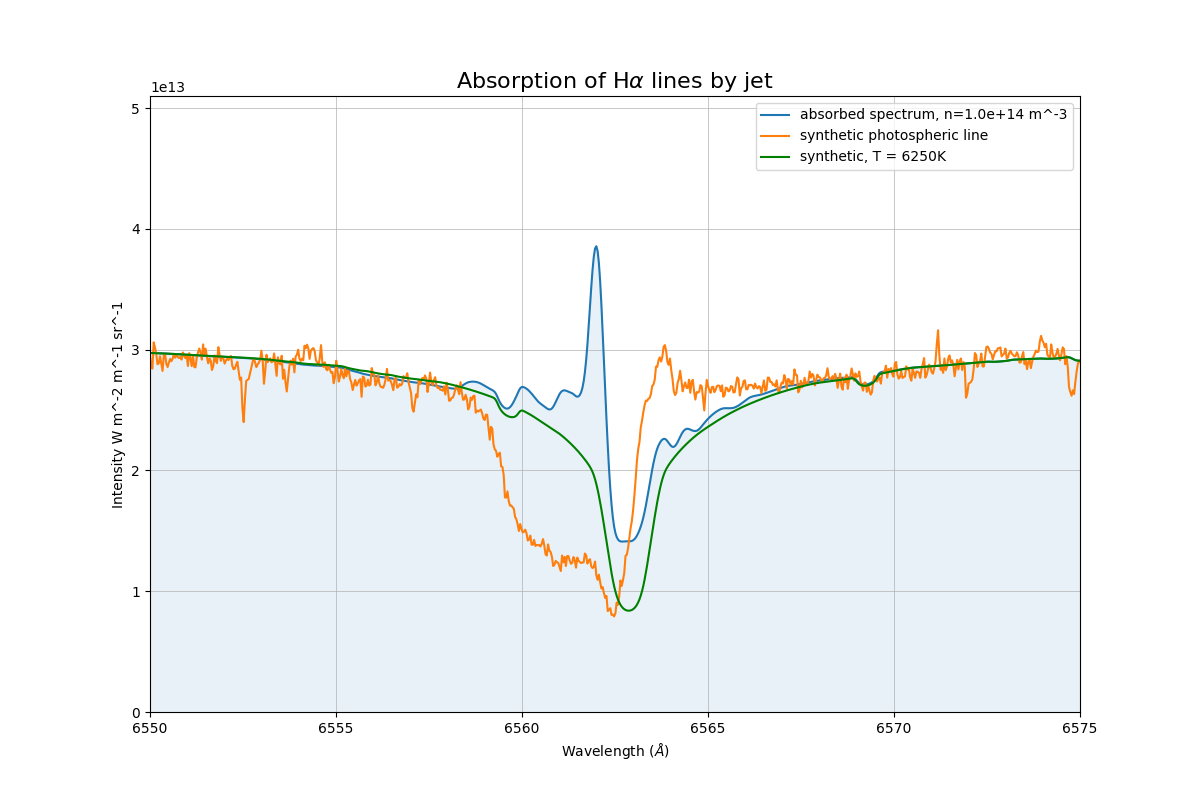 Absorption of Hα lines by jet
1e13
absorbed spectrum, n=1.0e+14 m^-3
synthetic photospheric line
synthetic, T = 6250K
5
4
3
2
1
0
Intensity W m^-2 m^-1 sr^-1
6550 6555 6560 6565 6570 6575
Wavelength (Å)